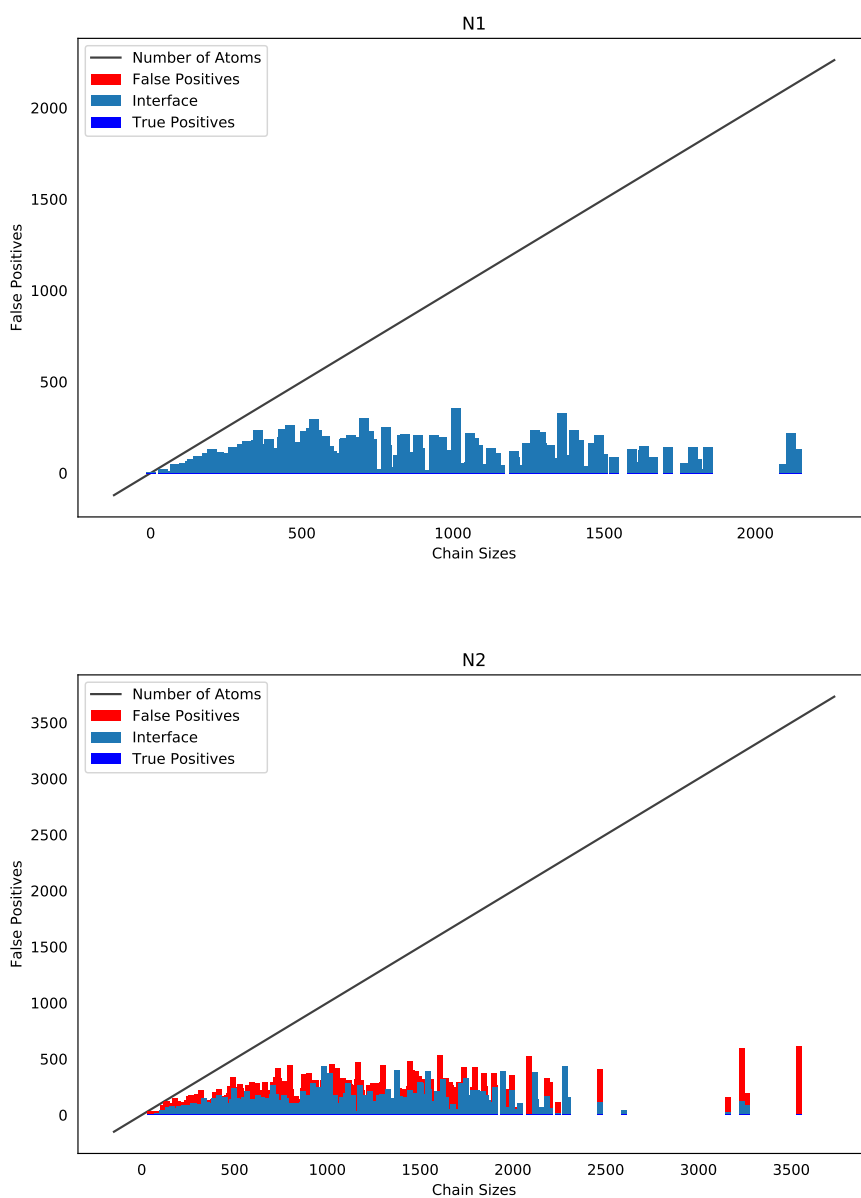 N1
Number of Atoms
False Positives
Interface
True Positives
2000
1500
1000
500
0
False Positives
0 500 1000 1500 2000
Chain Sizes
N2
Number of Atoms
False Positives
Interface
True Positives
3500
3000
2500
2000
1500
1000
500
0
False Positives
0 500 1000 1500 2000 2500 3000 3500
Chain Sizes